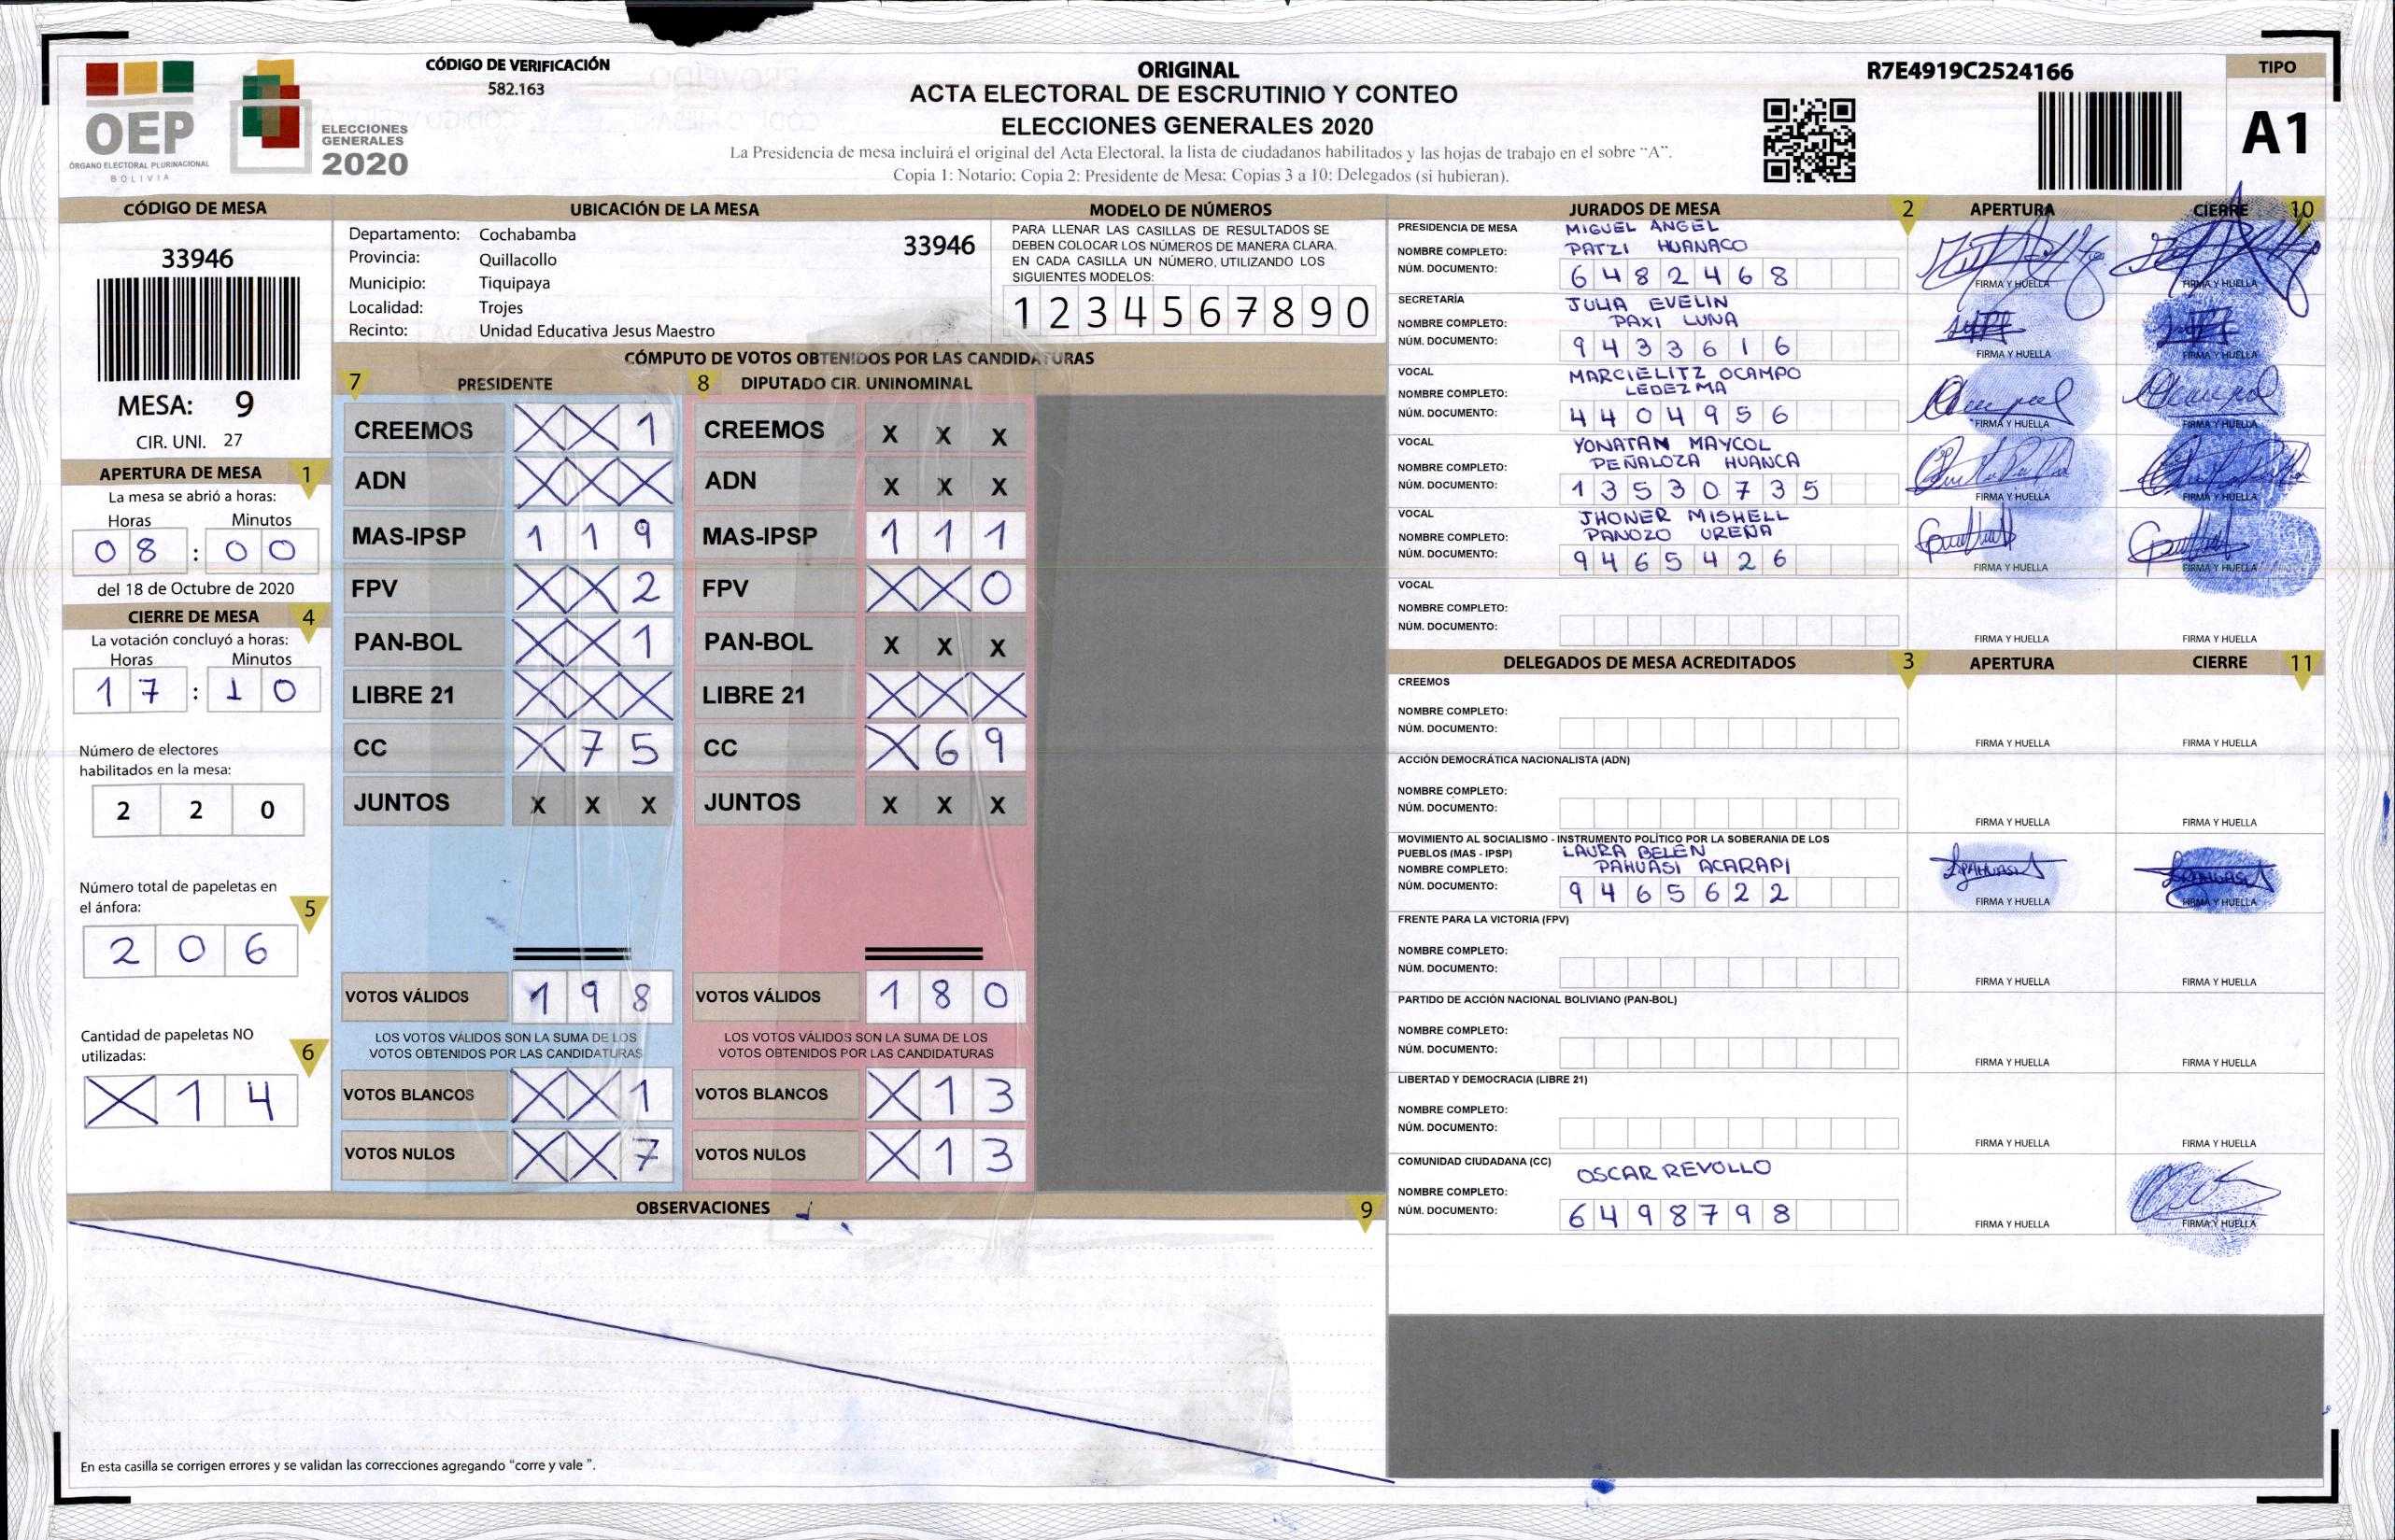 OEP
ÓRGANO ELECTORAL PLURINACIONAL
BOLIVIA
ELECCIONES
GENERALES
2020
CÓDIGO DE VERIFICACIÓN
582.163
ORIGINAL
ACTA ELECTORAL DE ESCRUTINIO Y CONTEO
ELECCIONES GENERALES 2020
La Presidencia de mesa incluirá el original del Acta Electoral, la lista de ciudadanos habilitados y las hojas de trabajo en el sobre “A”.
Copia 1: Notario; Copia 2: Presidente de Mesa; Copias 3 a 10: Delegados (si hubieran).
R7E4919C2524166
TIPO
A1
CÓDIGO DE MESA
33946
MESA: 9
CIR. UNI. 27
APERTURA DE MESA 1
La mesa se abrió a horas:
Horas Minutos
08 : 00
del 18 de Octubre de 2020
CIERRE DE MESA 4
La votación concluyó a horas:
Horas Minutos
17 : 10
Número de electores
habilitados en la mesa:
2 2 0
Número total de papeletas en
el ánfora: 5
2 0 6
Cantidad de papeletas NO
utilizadas: 6
X 1 4
UBICACIÓN DE LA MESA
Departamento: Cochabamba
33946
Provincia: Quillacollo
Municipio: Tiquipaya
Localidad: Trojes
Recinto: Unidad Educativa Jesus Maestro
MODELO DE NÚMEROS
PARA LLENAR LAS CASILLAS DE RESULTADOS SE
DEBEN COLOCAR LOS NÚMEROS DE MANERA CLARA,
EN CADA CASILLA UN NÚMERO, UTILIZANDO LOS
SIGUIENTES MODELOS:
1 2 3 4 5 6 7 8 9 0
CÓMPUTO DE VOTOS OBTENIDOS POR LAS CANDIDATURAS
7 PRESIDENTE
CREEMOS X X 1
ADN X X X
MAS-IPSP 1 1 9
FPV X X 2
PAN-BOL X X 1
LIBRE 21 X X X
CC X 7 5
JUNTOS X X X
VOTOS VÁLIDOS 1 9 8
LOS VOTOS VÁLIDOS SON LA SUMA DE LOS
VOTOS OBTENIDOS POR LAS CANDIDATURAS
VOTOS BLANCOS X X 1
VOTOS NULOS X X 7
8 DIPUTADO CIR. UNINOMINAL
CREEMOS X X X
ADN X X X
MAS-IPSP 1 1 1
FPV X X 0
PAN-BOL X X X
LIBRE 21 X X X
CC X 6 9
JUNTOS X X X
VOTOS VÁLIDOS 1 8 0
LOS VOTOS VÁLIDOS SON LA SUMA DE LOS
VOTOS OBTENIDOS POR LAS CANDIDATURAS
VOTOS BLANCOS X 1 3
VOTOS NULOS X 1 3
OBSERVACIONES 9
En esta casilla se corrigen errores y se validan las correcciones agregando “corre y vale ”.
JURADOS DE MESA 2 APERTURA CIERRE 10
PRESIDENCIA DE MESA MIGUEL ANGEL
NOMBRE COMPLETO: PATZI HUANACO
NÚM. DOCUMENTO: 6482468
FIRMA Y HUELLA FIRMA Y HUELLA
SECRETARÍA JULIA EVELIN
NOMBRE COMPLETO: PAXI LUNA
NÚM. DOCUMENTO: 9433616
FIRMA Y HUELLA FIRMA Y HUELLA
VOCAL MARCIELITZ OCAMPO
NOMBRE COMPLETO: LEDEZMA
NÚM. DOCUMENTO: 4404956
FIRMA Y HUELLA FIRMA Y HUELLA
VOCAL YONATAN MAYCOL
NOMBRE COMPLETO: PEÑALOZA HUANCA
NÚM. DOCUMENTO: 13530735
FIRMA Y HUELLA FIRMA Y HUELLA
VOCAL JHONER MISHELL
NOMBRE COMPLETO: PANOZO UREÑA
NÚM. DOCUMENTO: 9465426
FIRMA Y HUELLA FIRMA Y HUELLA
VOCAL
NOMBRE COMPLETO:
NÚM. DOCUMENTO:
FIRMA Y HUELLA FIRMA Y HUELLA
DELEGADOS DE MESA ACREDITADOS 3 APERTURA CIERRE 11
CREEMOS
NOMBRE COMPLETO:
NÚM. DOCUMENTO:
FIRMA Y HUELLA FIRMA Y HUELLA
ACCIÓN DEMOCRÁTICA NACIONALISTA (ADN)
NOMBRE COMPLETO:
NÚM. DOCUMENTO:
FIRMA Y HUELLA FIRMA Y HUELLA
MOVIMIENTO AL SOCIALISMO - INSTRUMENTO POLÍTICO POR LA SOBERANIA DE LOS
PUEBLOS (MAS - IPSP) LAURA BELEN
NOMBRE COMPLETO: PAHUASI ACARAPI
NÚM. DOCUMENTO: 9465622
FIRMA Y HUELLA FIRMA Y HUELLA
FRENTE PARA LA VICTORIA (FPV)
NOMBRE COMPLETO:
NÚM. DOCUMENTO:
FIRMA Y HUELLA FIRMA Y HUELLA
PARTIDO DE ACCIÓN NACIONAL BOLIVIANO (PAN-BOL)
NOMBRE COMPLETO:
NÚM. DOCUMENTO:
FIRMA Y HUELLA FIRMA Y HUELLA
LIBERTAD Y DEMOCRACIA (LIBRE 21)
NOMBRE COMPLETO:
NÚM. DOCUMENTO:
FIRMA Y HUELLA FIRMA Y HUELLA
COMUNIDAD CIUDADANA (CC) OSCAR REVOLLO
NOMBRE COMPLETO:
NÚM. DOCUMENTO: 6498798
FIRMA Y HUELLA FIRMA Y HUELLA